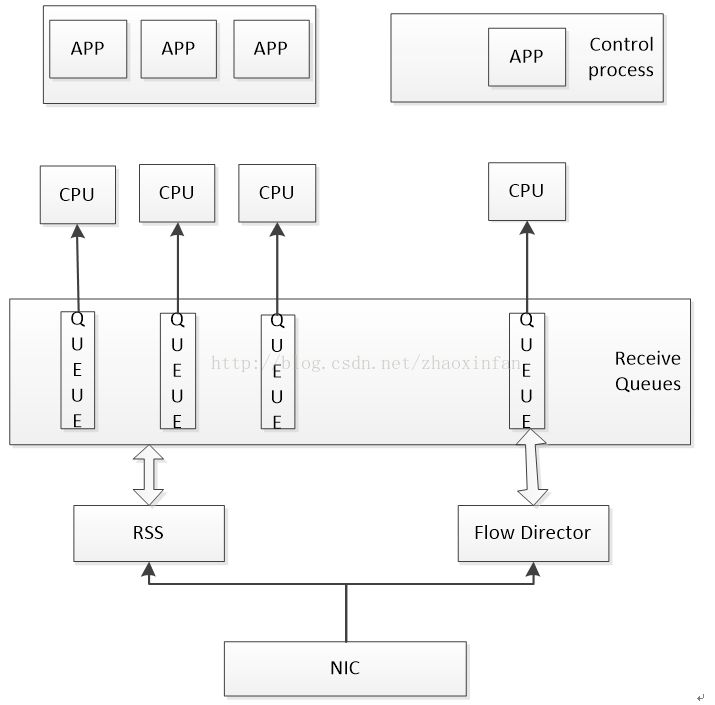 APP APP APP
APP
Control
process
CPU CPU CPU CPU
QUEUE QUEUE QUEUE QUEUE
http://blog.csdn.net/zhaoxinfan
Receive
Queues
RSS
Flow Director
NIC